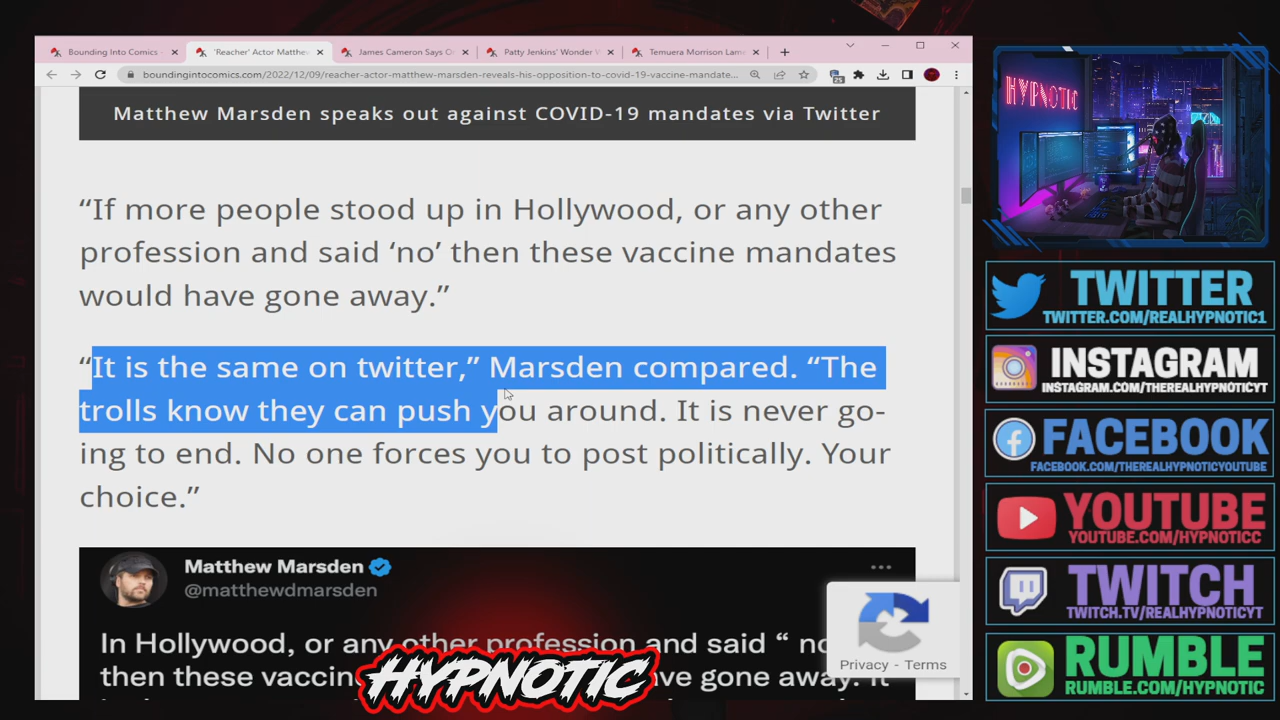 Bounding Into Comics
'Reacher' Actor Matthew
James Cameron Says O
Patty Jenkins' Wonder W
Temuera Morrison Lame
boundingintocomics.com/2022/12/09/reacher-actor-matthew-marsden-reveals-his-opposition-to-covid-19-vaccine-mandate...
25
Matthew Marsden speaks out against COVID-19 mandates via Twitter
“If more people stood up in Hollywood, or any other
profession and said ‘no’ then these vaccine mandates
would have gone away.”
“It is the same on twitter,” Marsden compared. “The
trolls know they can push you around. It is never go-
ing to end. No one forces you to post politically. Your
choice.”
Matthew Marsden
@matthewdmarsden
In Hollywood, or any other profession and said “ no
then these vaccin
ve gone away. It
Privacy - Terms
HYPNOTIC
HYPNOTIC
TWITTER
TWITTER.COM/REALHYPNOTIC1
INSTAGRAM
INSTAGRAM.COM/THEREALHYPNOTICYT
FACEBOOK
FACEBOOK.COM/THEREALHYPNOTICYOUTUBE
YOUTUBE
YOUTUBE.COM/HYPNOTICC
TWITCH
TWITCH.TV/REALHYPNOTICYT
RUMBLE
RUMBLE.COM/HYPNOTIC